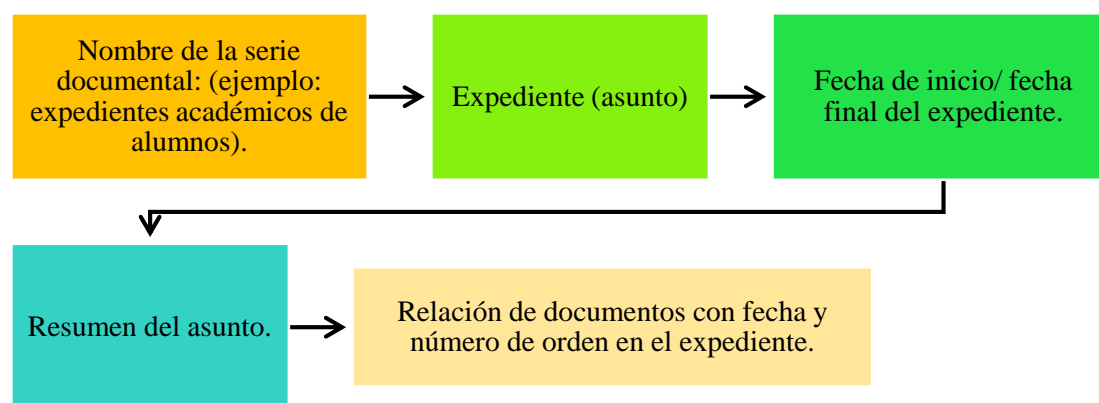 Nombre de la serie
documental: (ejemplo:
expedientes académicos de
alumnos).
Expediente (asunto)
Fecha de inicio/ fecha
final del expediente.
Resumen del asunto.
Relación de documentos con fecha y
número de orden en el expediente.